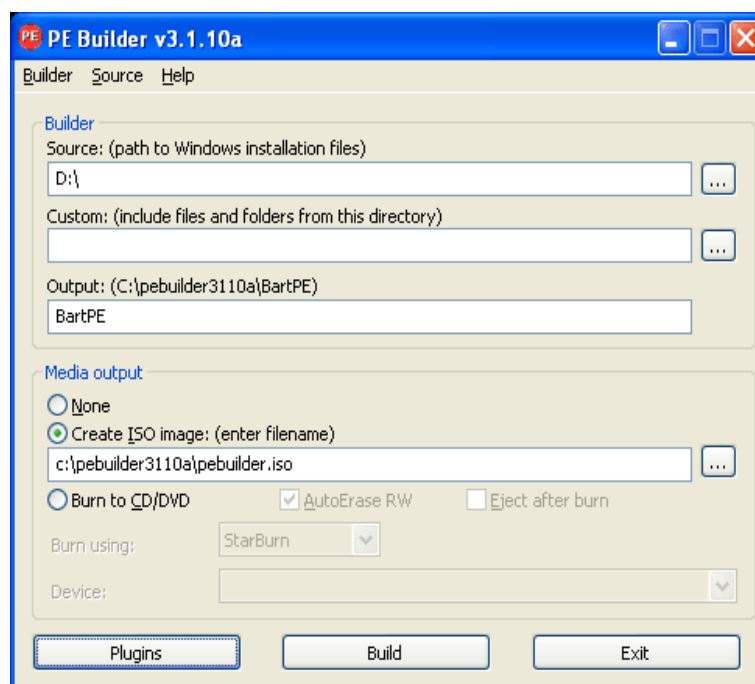 PE PE Builder v3.1.10a
Builder Source Help
Builder
Source: (path to Windows installation files)
D:\
...
Custom: (include files and folders from this directory)
...
Output: (C:\pebuilder3110a\BartPE)
BartPE
Media output
None
Create ISO image: (enter filename)
c:\pebuilder3110a\pebuilder.iso
...
Burn to CD/DVD AutoErase RW Eject after burn
Burn using: StarBurn
Device:
Plugins Build Exit